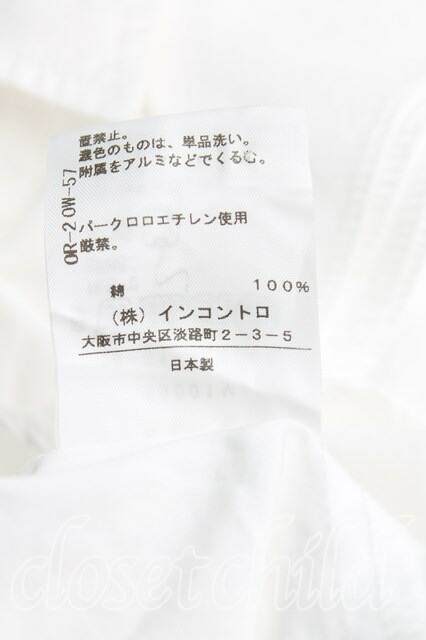 置禁止。
濃色のものは、単品洗い。
附属をアルミなどでくるむ。
OR-20W-57
パークロロエチレン使用
厳禁。
綿 100%
(株) インコントロ
大阪市中央区淡路町2-3-5
日本製
closetchild